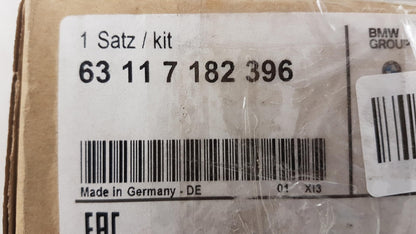 1 Satz / kit
BMW
GROUP
63 11 7 182 396
Made in Germany - DE 01 XI3
EAC